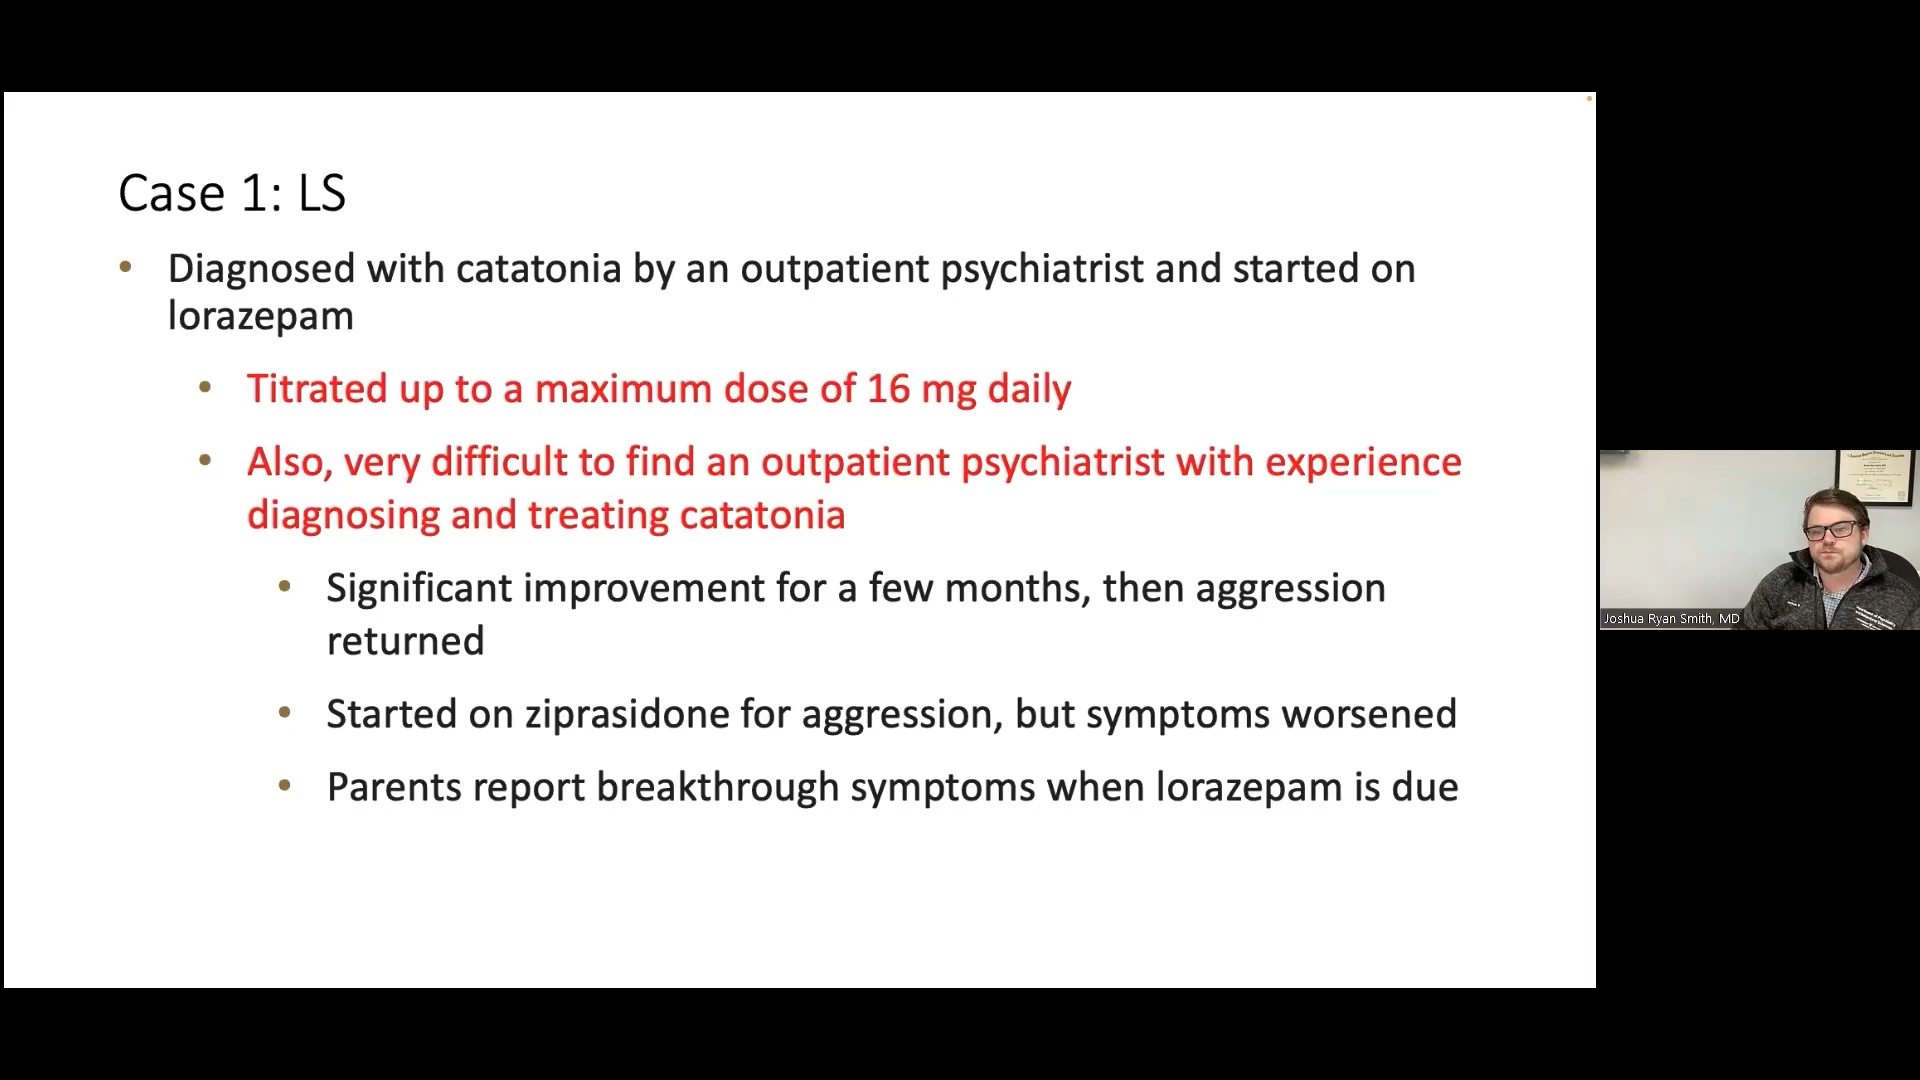 Case 1: LS
• Diagnosed with catatonia by an outpatient psychiatrist and started on
lorazepam
• Titrated up to a maximum dose of 16 mg daily
• Also, very difficult to find an outpatient psychiatrist with experience
diagnosing and treating catatonia
• Significant improvement for a few months, then aggression
returned
• Started on ziprasidone for aggression, but symptoms worsened
• Parents report breakthrough symptoms when lorazepam is due
Joshua Ryan Smith, MD